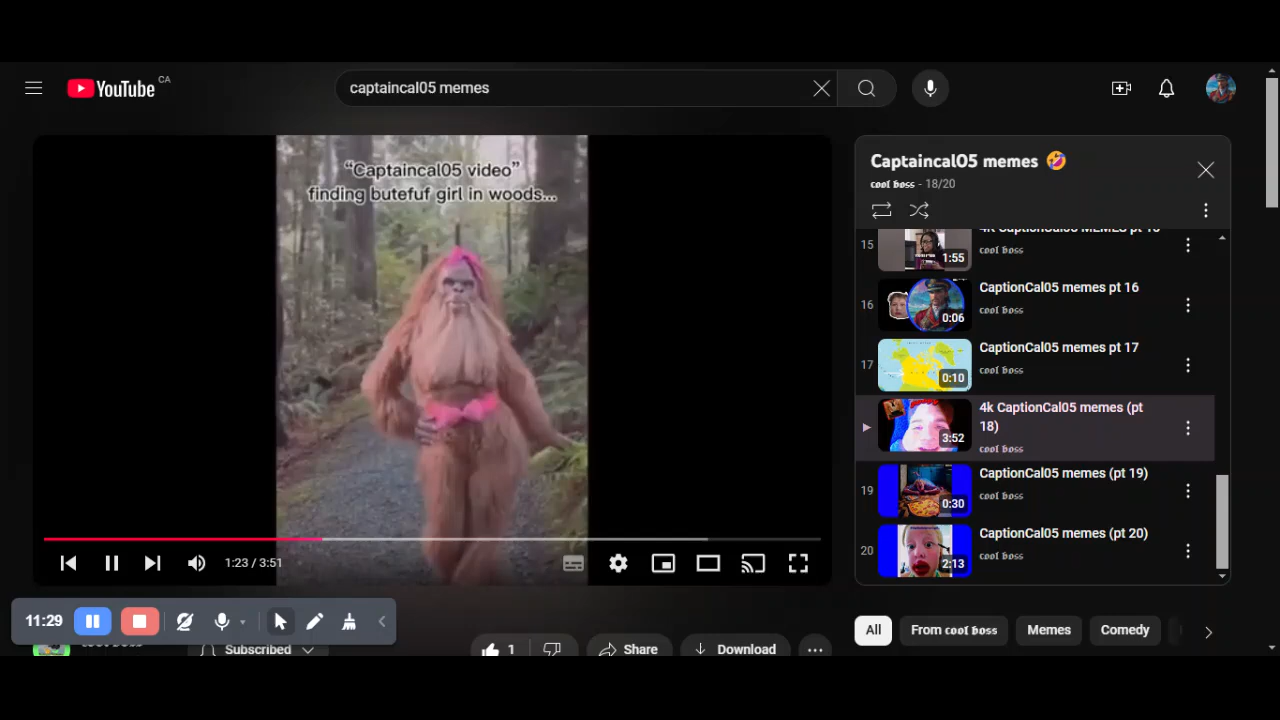 YouTube CA
captaincal05 memes
“Captaincal05 video”
finding butefuf girl in woods...
1:23 / 3:51
11:29
Subscribed
1
Share
Download
Captaincal05 memes 🤣
cool boss - 18/20
15
1:55
cool boss
16
0:06
CaptionCal05 memes pt 16
cool boss
17
0:10
CaptionCal05 memes pt 17
cool boss
3:52
4k CaptionCal05 memes (pt
18)
cool boss
19
0:30
CaptionCal05 memes (pt 19)
cool boss
20
2:13
CaptionCal05 memes (pt 20)
cool boss
All
From cool boss
Memes
Comedy